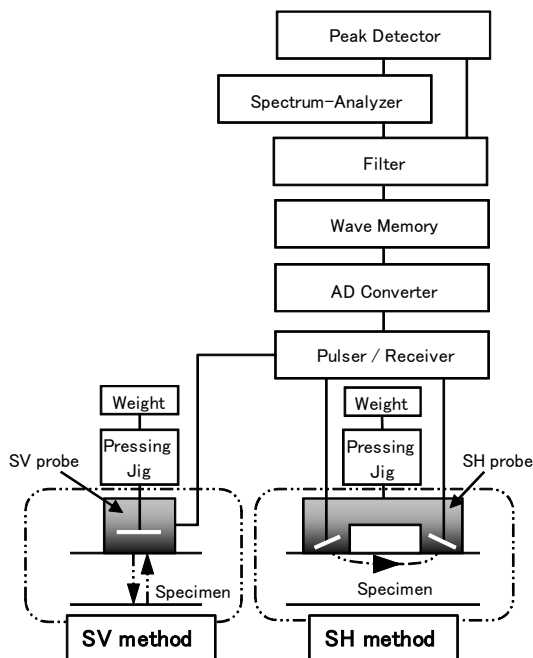 Peak Detector
Spectrum-Analyzer
Filter
Wave Memory
AD Converter
Pulser / Receiver
Weight
Pressing
Jig
SV probe
Specimen
SV method
Weight
Pressing
Jig
SH probe
Specimen
SH method